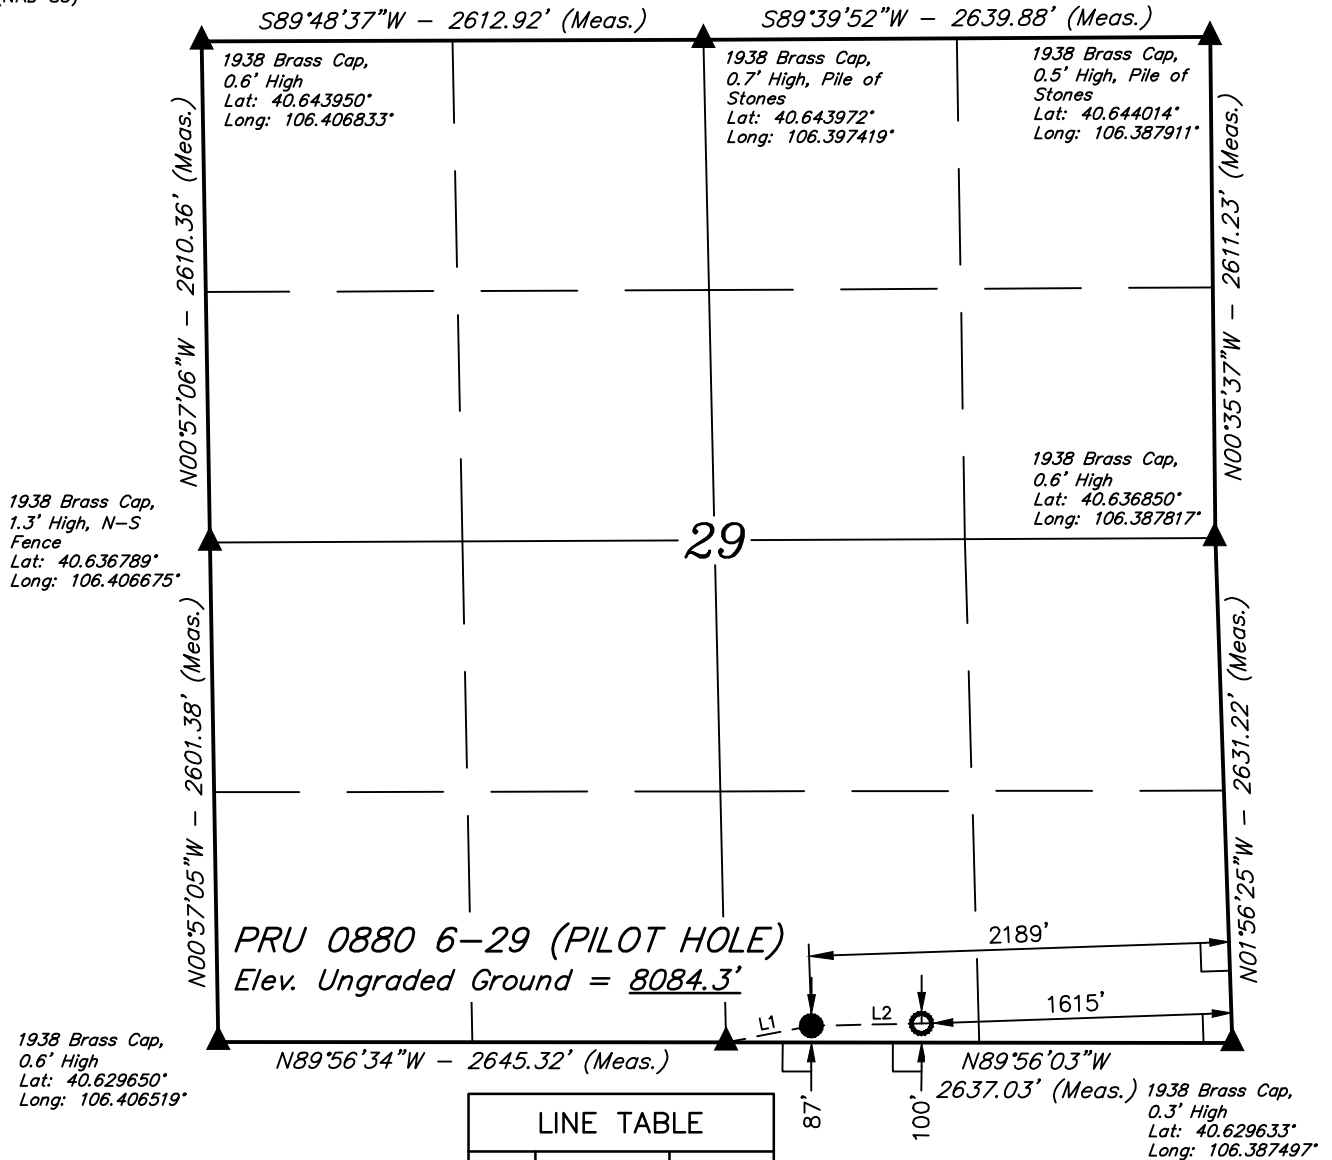 S89°48'37"W - 2612.92' (Meas.)
S89°39'52"W - 2639.88' (Meas.)
1938 Brass Cap,
0.6' High
Lat: 40.643950°
Long: 106.406833°
1938 Brass Cap,
0.7' High, Pile of
Stones
Lat: 40.643972°
Long: 106.397419°
1938 Brass Cap,
0.5' High, Pile of
Stones
Lat: 40.644014°
Long: 106.387911°
N00°57'06"W - 2610.36' (Meas.)
N00°35'37"W - 2611.23' (Meas.)
1938 Brass Cap,
1.3' High, N-S
Fence
Lat: 40.636789°
Long: 106.406675°
29
1938 Brass Cap,
0.6' High
Lat: 40.636850°
Long: 106.387817°
N00°57'05"W - 2601.38' (Meas.)
N01°56'25"W - 2631.22' (Meas.)
PRU 0880 6-29 (PILOT HOLE)
Elev. Ungraded Ground = 8084.3'
2189'
1615'
L1
L2
1938 Brass Cap,
0.6' High
Lat: 40.629650°
Long: 106.406519°
N89°56'34"W - 2645.32' (Meas.)
87'
100'
N89°56'03"W
2637.03' (Meas.)
1938 Brass Cap,
0.3' High
Lat: 40.629633°
Long: 106.387497°
LINE TABLE